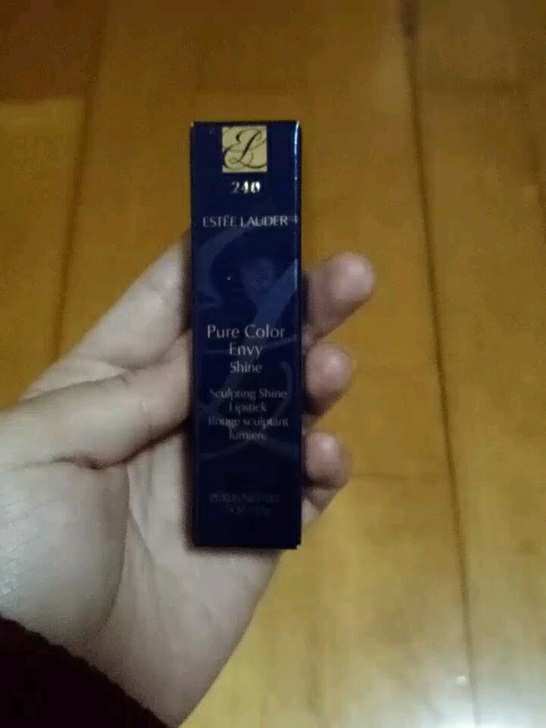 240
ESTĒE LAUDER
Pure Color
Envy
Shine
Sculpting Shine
Lipstick
Rouge sculptant
lumière